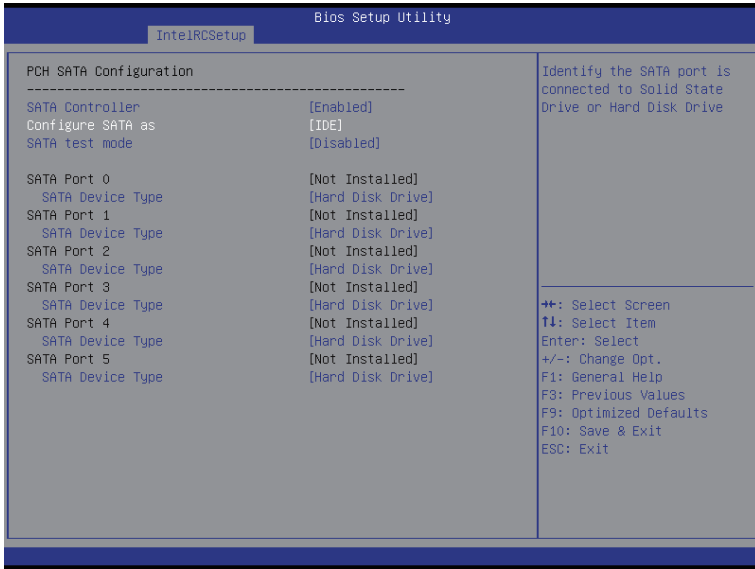 Bios Setup Utility
IntelRCSetup
PCH SATA Configuration
--------------------------------------------------
SATA Controller [Enabled]
Configure SATA as [IDE]
SATA test mode [Disabled]
SATA Port 0 [Not Installed]
SATA Device Type [Hard Disk Drive]
SATA Port 1 [Not Installed]
SATA Device Type [Hard Disk Drive]
SATA Port 2 [Not Installed]
SATA Device Type [Hard Disk Drive]
SATA Port 3 [Not Installed]
SATA Device Type [Hard Disk Drive]
SATA Port 4 [Not Installed]
SATA Device Type [Hard Disk Drive]
SATA Port 5 [Not Installed]
SATA Device Type [Hard Disk Drive]
Identify the SATA port is
connected to Solid State
Drive or Hard Disk Drive
→←: Select Screen
↑↓: Select Item
Enter: Select
+/-: Change Opt.
F1: General Help
F3: Previous Values
F9: Optimized Defaults
F10: Save & Exit
ESC: Exit